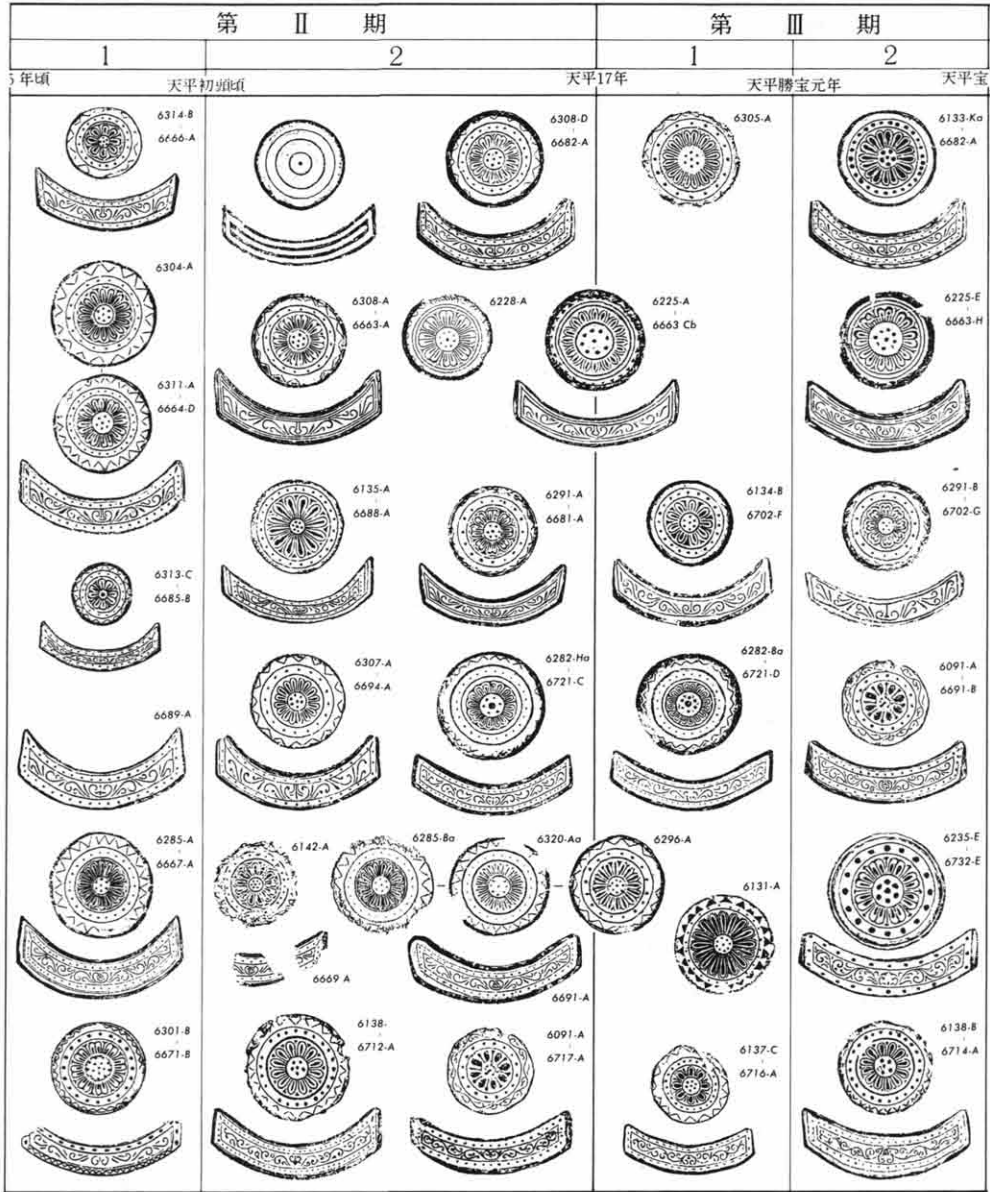 第 Ⅱ 期 第 Ⅲ 期
1 2 1 2
5年頃 天平初頭頃 天平17年 天平勝宝元年 天平宝
6314-B 6308-D 6305-A 6133-Ka
6666-A 6682-A 6682-A
6304-A 6308-A 6228-A 6225-A 6225-E
6663-A 6663 Cb 6663-H
6311-A
6664-D
6135-A 6291-A 6134-B 6291-B
6688-A 6681-A 6702-F 6702-G
6313-C
6685-B
6307-A 6282-Ha 6282-Ba 6091-A
6694-A 6721-C 6721-D 6691-B
6689-A
6285-A 6142-A 6285-Ba 6320-Aa 6296-A 6235-E
6667-A 6732-E
6131-A
6669 A
6691-A
6301-B 6138- 6091-A 6137-C 6138-B
6671-B 6712-A 6717-A 6716-A 6714-A